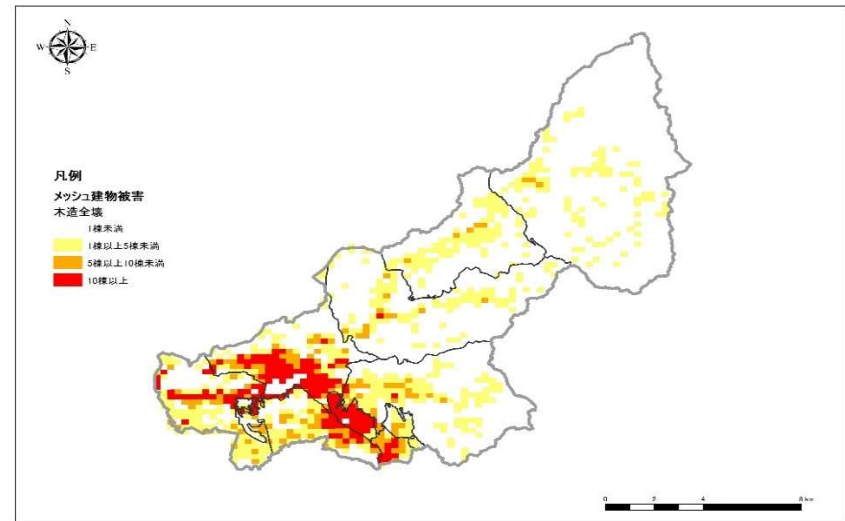 N
W E
S
凡例
メッシュ建物被害
木造全壊
1棟未満
1棟以上5棟未満
5棟以上10棟未満
10棟以上
0 2 4 8 km